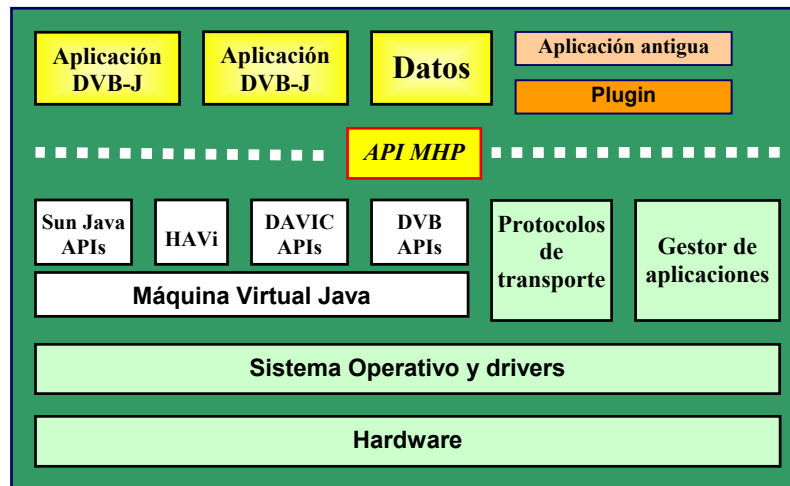 Aplicación
DVB-J
Aplicación
DVB-J
Datos
Aplicación antigua
Plugin
API MHP
Sun Java
APIs
HAVi
DAVIC
APIs
DVB
APIs
Protocolos
de
transporte
Gestor de
aplicaciones
Máquina Virtual Java
Sistema Operativo y drivers
Hardware